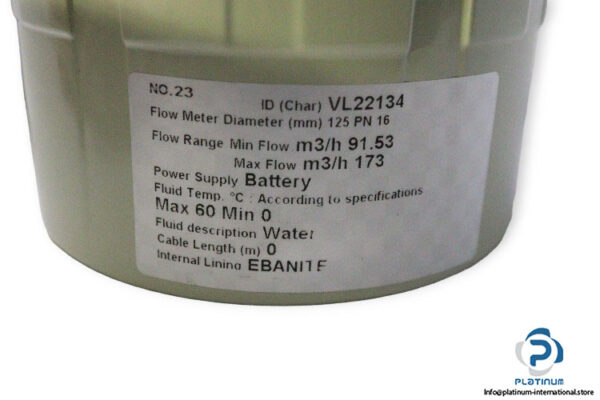 NO.23
ID (Char) VL22134
Flow Meter Diameter (mm) 125 PN 16
Flow Range Min Flow m3/h 91.53
Max Flow m3/h 173
Power Supply Battery
Fluid Temp. °C : According to specifications
Max 60 Min 0
Fluid description Water
Cable Length (m) 0
Internal Lining EBANITE
PLATINUM
Info@platinum-international.store